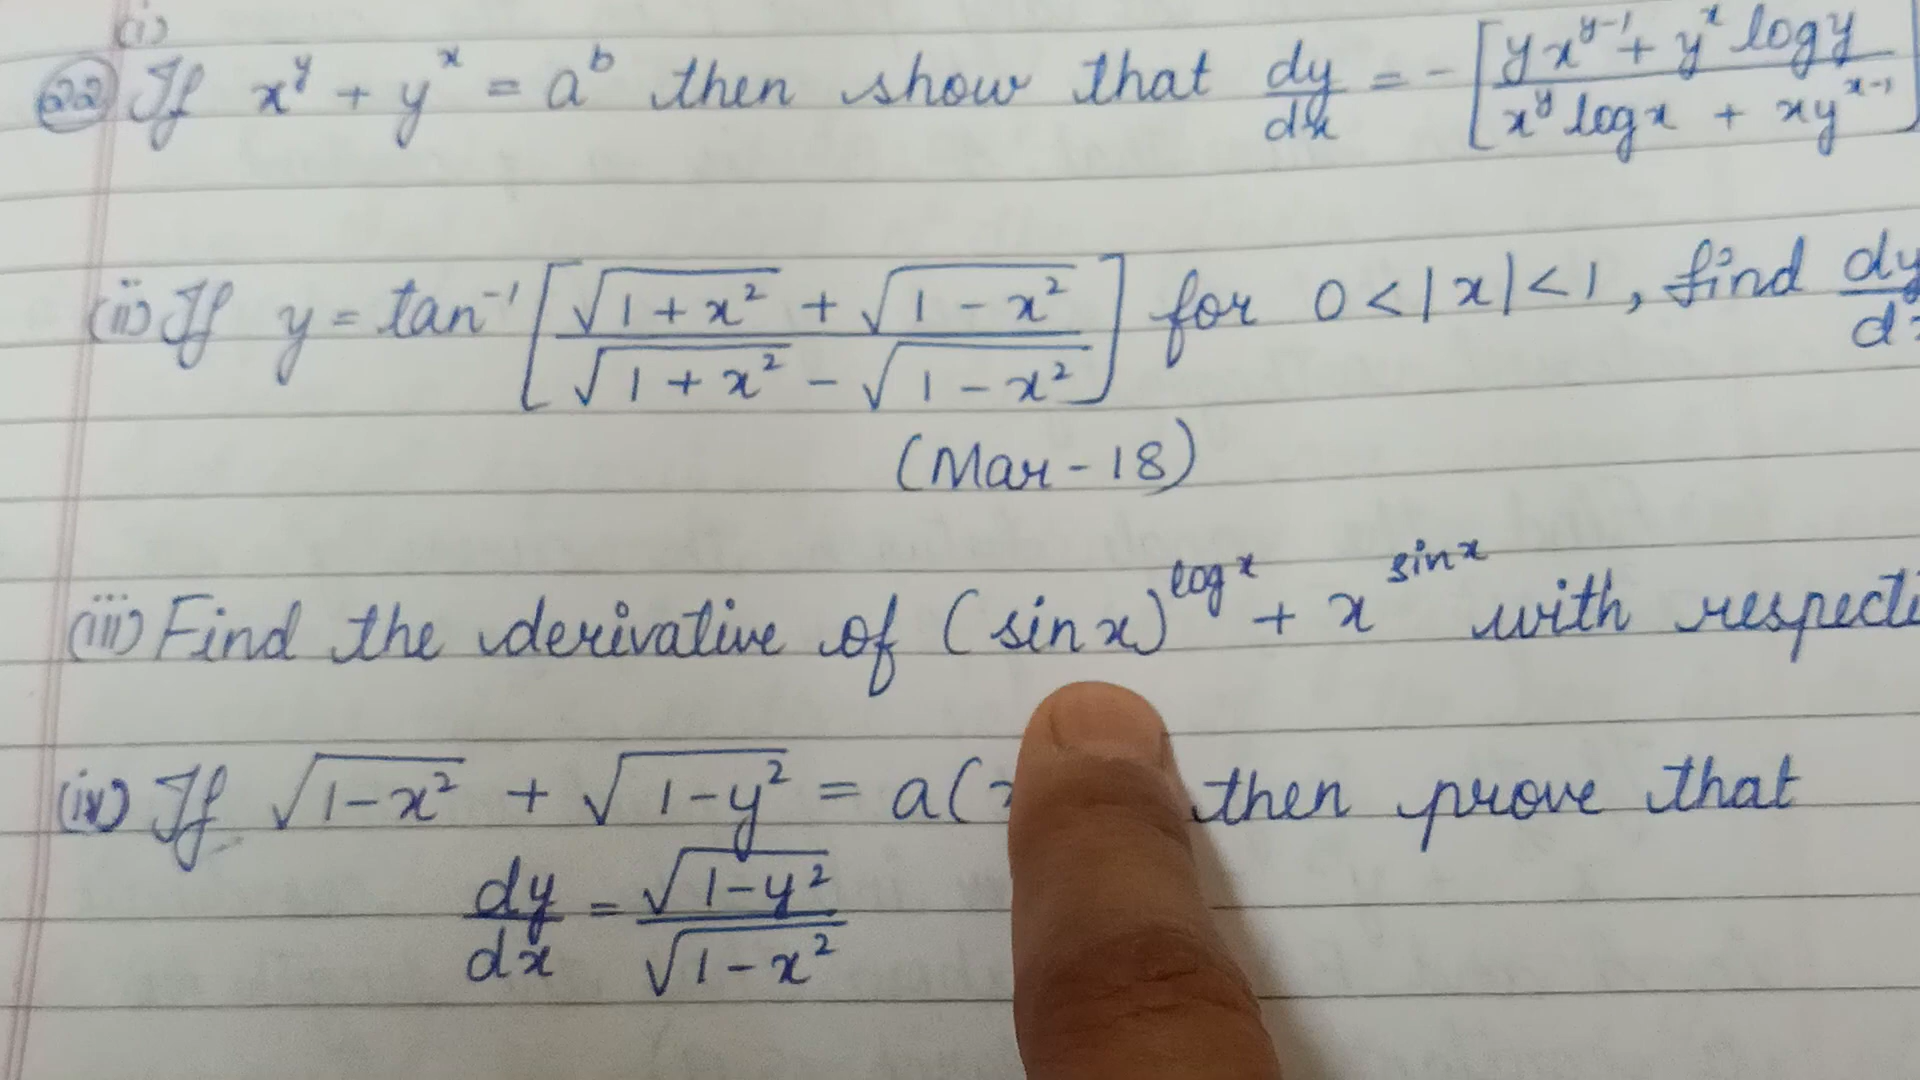 (i)
(22) If x^y + y^x = a^b then show that dy/dx = -[(yx^(y-1) + y^x log y)/(x^y log x + xy^(x-1))]
(ii) If y = tan⁻¹[(√(1+x²) + √(1-x²))/(√(1+x²) - √(1-x²))] for 0<|x|<1, find dy/d
(Mar-18)
(iii) Find the derivative of (sin x)^(log x) + x^(sin x) with respect
(iv) If √(1-x²) + √(1-y²) = a( then prove that
dy/dx = √(1-y²)/√(1-x²)